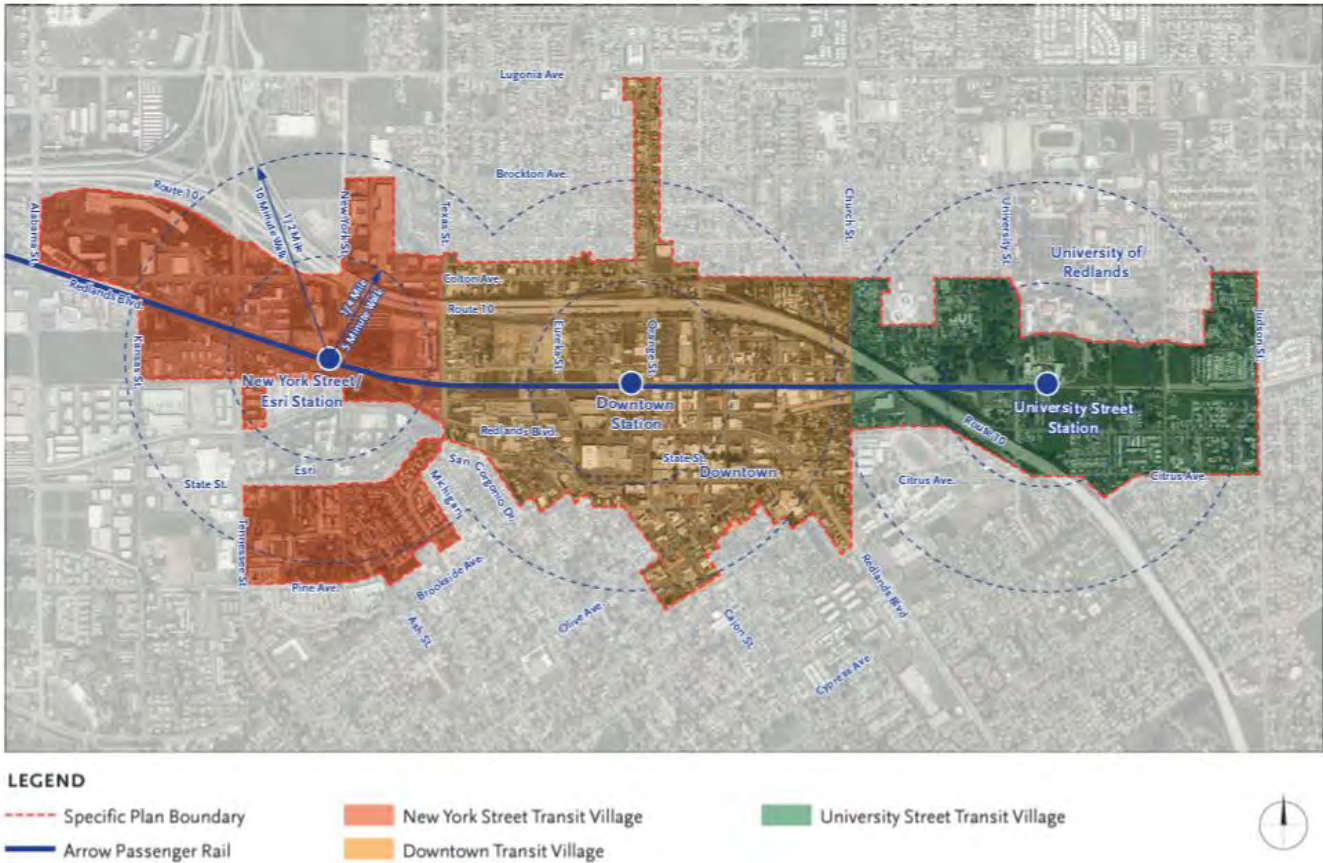 Lugonia Ave
Brockton Ave.
Route 10
10 Minute Walk
1/2 Mile
New York St.
Texas St.
Church St.
University St.
University of
Redlands
Alabama St.
Redlands Blvd.
1/4 Mile
5 Minute Walk
Colton Ave.
Route 10
Eureka St.
Orange St.
Judson St.
Kansas St.
New York Street/
Esri Station
Downtown
Station
University Street
Station
Redlands Blvd.
State St.
Downtown
Route 10
Esri
State St.
San Gorgonio Dr.
Michigan
Citrus Ave.
Citrus Ave.
Tennessee St.
Pine Ave.
Brookside Ave.
Ash St.
Olive Ave.
Cajon St.
Redlands Blvd
Cypress Ave.
LEGEND
Specific Plan Boundary
New York Street Transit Village
University Street Transit Village
Arrow Passenger Rail
Downtown Transit Village